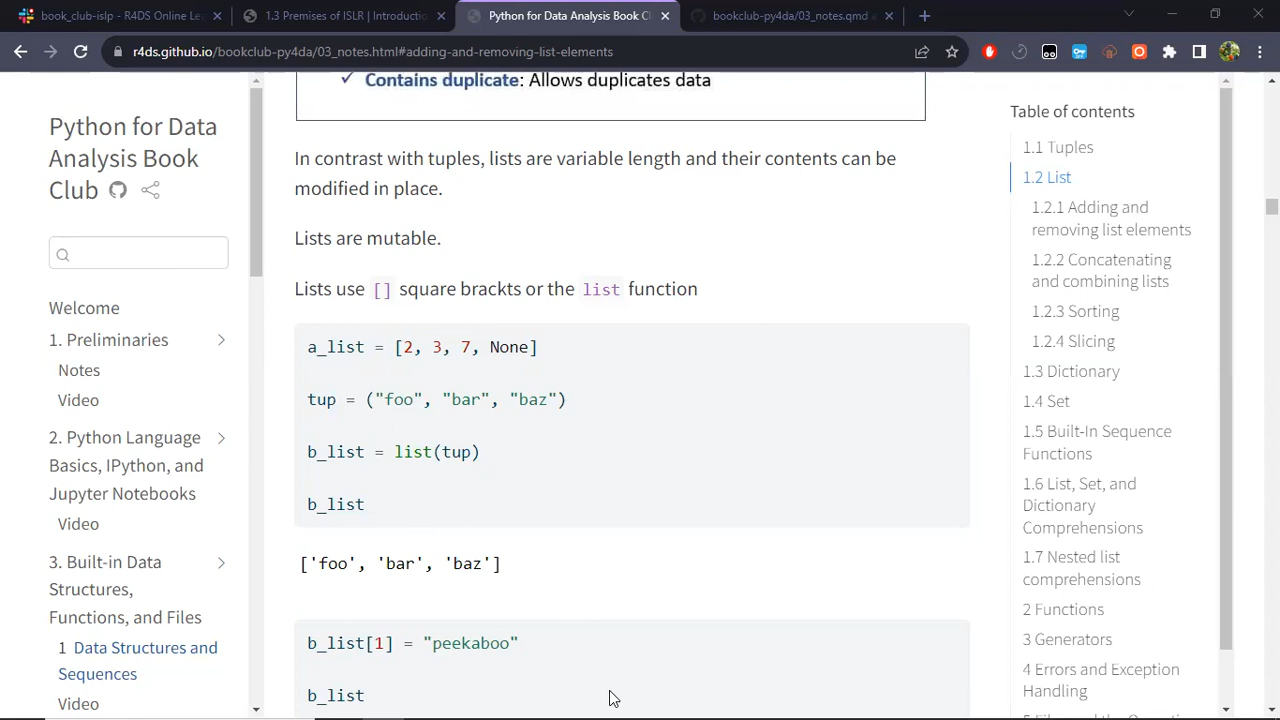 book_club-islp - R4DS Online Le
1.3 Premises of ISLR | Introductio
Python for Data Analysis Book Cl
bookclub-py4da/03_notes.qmd a
r4ds.github.io/bookclub-py4da/03_notes.html#adding-and-removing-list-elements
Python for Data
Analysis Book
Club
Welcome
1. Preliminaries
Notes
Video
2. Python Language
Basics, IPython, and
Jupyter Notebooks
Video
3. Built-in Data
Structures,
Functions, and Files
1 Data Structures and
Sequences
Video
✓ Contains duplicate: Allows duplicates data
In contrast with tuples, lists are variable length and their contents can be
modified in place.
Lists are mutable.
Lists use [] square brackts or the list function
a_list = [2, 3, 7, None]
tup = ("foo", "bar", "baz")
b_list = list(tup)
b_list
['foo', 'bar', 'baz']
b_list[1] = "peekaboo"
b_list
Table of contents
1.1 Tuples
1.2 List
1.2.1 Adding and
removing list elements
1.2.2 Concatenating
and combining lists
1.2.3 Sorting
1.2.4 Slicing
1.3 Dictionary
1.4 Set
1.5 Built-In Sequence
Functions
1.6 List, Set, and
Dictionary
Comprehensions
1.7 Nested list
comprehensions
2 Functions
3 Generators
4 Errors and Exception
Handling